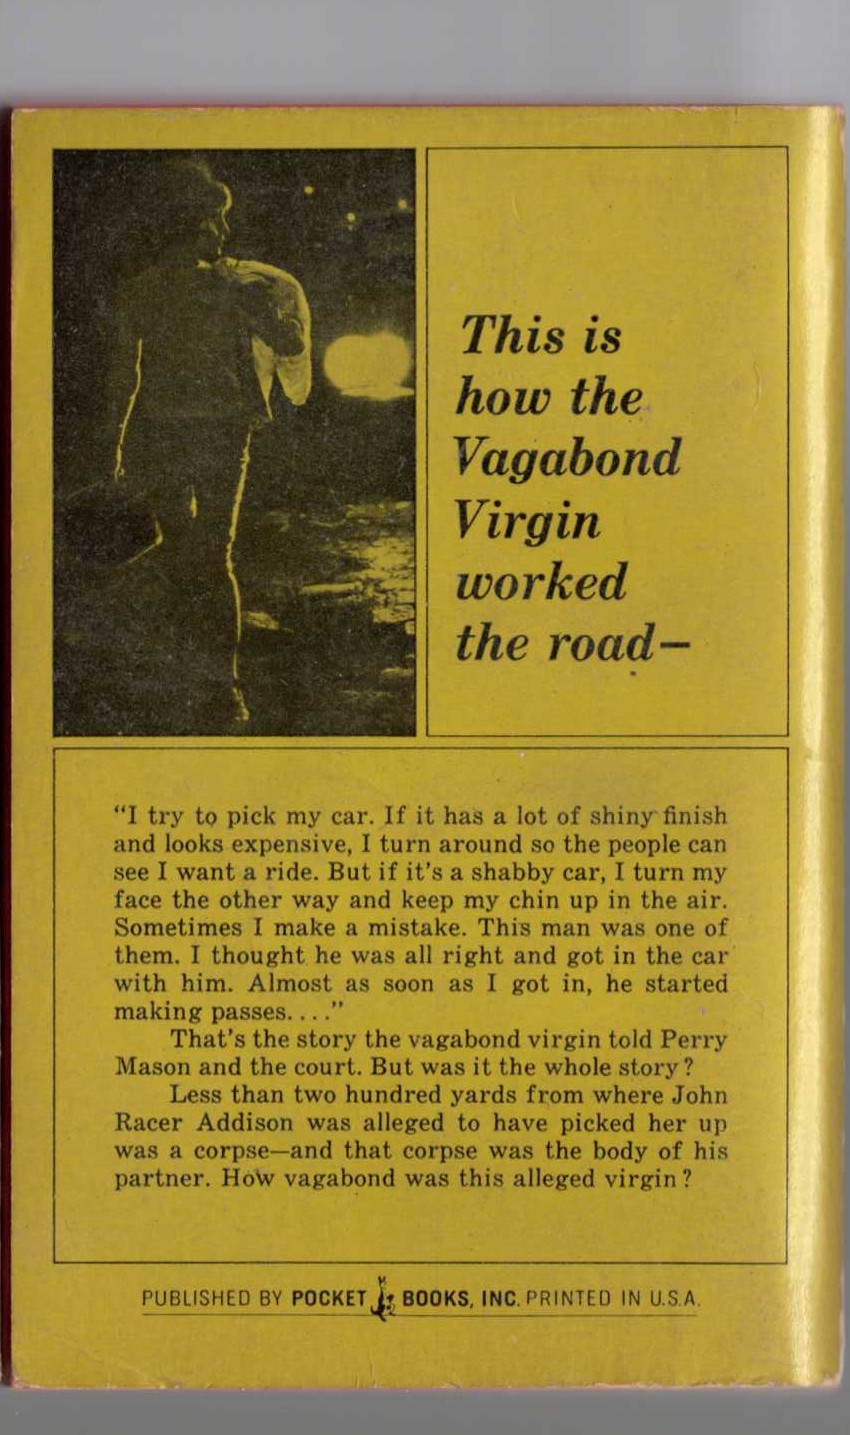 This is
how the
Vagabond
Virgin
worked
the road—
“I try to pick my car. If it has a lot of shiny finish
and looks expensive, I turn around so the people can
see I want a ride. But if it's a shabby car, I turn my
face the other way and keep my chin up in the air.
Sometimes I make a mistake. This man was one of
them. I thought he was all right and got in the car
with him. Almost as soon as I got in, he started
making passes. . . .”
That's the story the vagabond virgin told Perry
Mason and the court. But was it the whole story?
Less than two hundred yards from where John
Racer Addison was alleged to have picked her up
was a corpse—and that corpse was the body of his
partner. How vagabond was this alleged virgin?
PUBLISHED BY POCKET BOOKS, INC. PRINTED IN U.S.A.